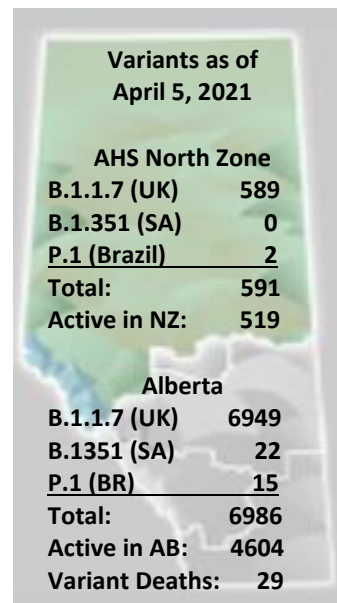 Variants as of
April 5, 2021
AHS North Zone
B.1.1.7 (UK) 589
B.1.351 (SA) 0
P.1 (Brazil) 2
Total: 591
Active in NZ: 519
Alberta
B.1.1.7 (UK) 6949
B.1351 (SA) 22
P.1 (BR) 15
Total: 6986
Active in AB: 4604
Variant Deaths: 29